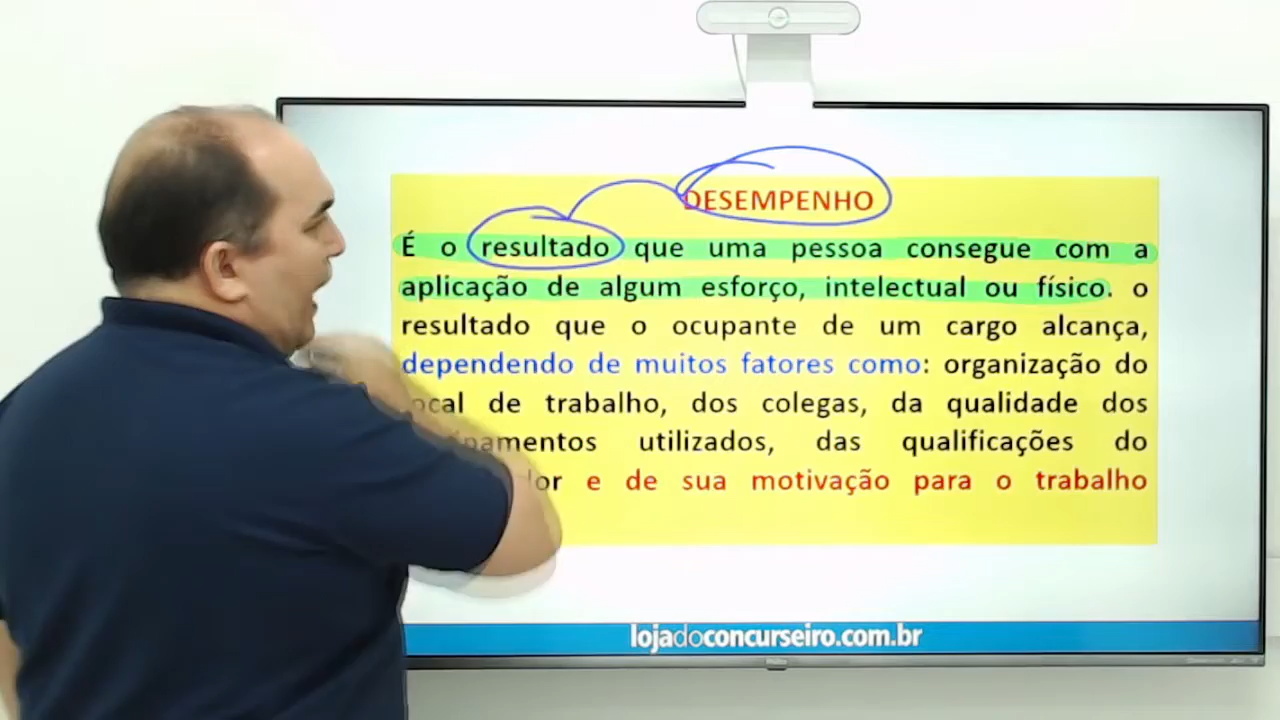 DESEMPENHO
É o resultado que uma pessoa consegue com a
aplicação de algum esforço, intelectual ou físico. o
resultado que o ocupante de um cargo alcança,
dependendo de muitos fatores como: organização do
local de trabalho, dos colegas, da qualidade dos
utilizados, das qualificações do
e de sua motivação para o trabalho
lojadoconcurseiro.com.br